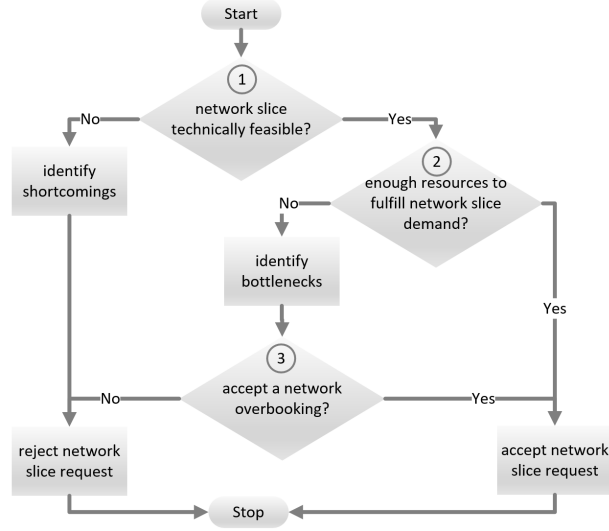 Start
1
network slice
technically feasible?
No
Yes
identify
shortcomings
2
enough resources to
fulfill network slice
demand?
No
identify
bottlenecks
Yes
3
accept a network
overbooking?
No
Yes
reject network
slice request
accept network
slice request
Stop